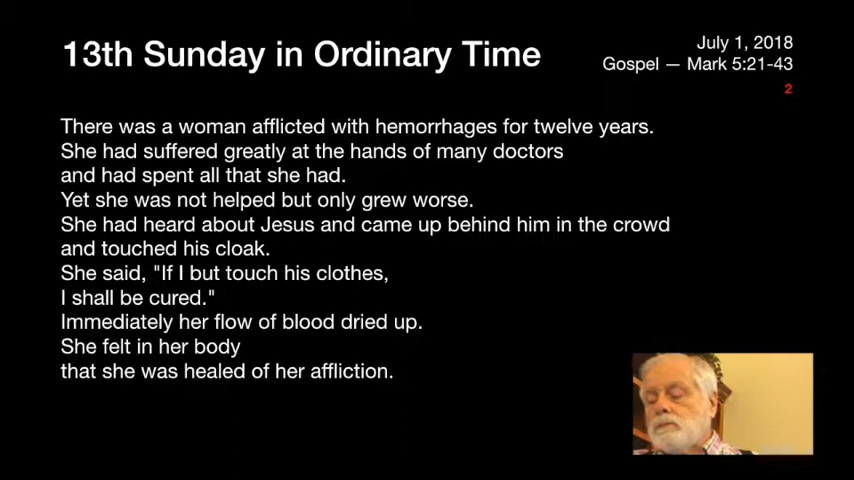 13th Sunday in Ordinary Time
July 1, 2018
Gospel — Mark 5:21-43
2
There was a woman afflicted with hemorrhages for twelve years.
She had suffered greatly at the hands of many doctors
and had spent all that she had.
Yet she was not helped but only grew worse.
She had heard about Jesus and came up behind him in the crowd
and touched his cloak.
She said, "If I but touch his clothes,
I shall be cured."
Immediately her flow of blood dried up.
She felt in her body
that she was healed of her affliction.